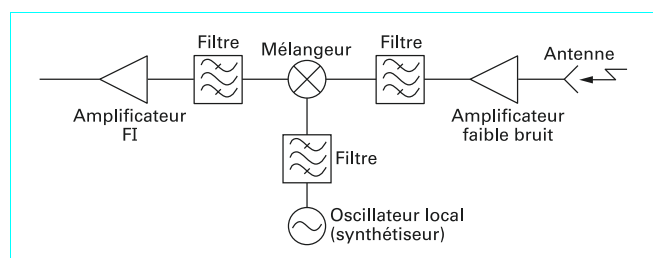 Filtre
Mélangeur
Filtre
Antenne
Amplificateur
FI
Amplificateur
faible bruit
Filtre
Oscillateur local
(synthétiseur)